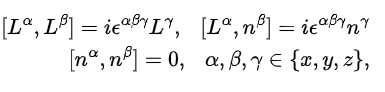 [L^α, L^β] = iϵ^{αβγ}L^γ, [L^α, n^β] = iϵ^{αβγ}n^γ
[n^α, n^β] = 0, α, β, γ ∈ {x, y, z},